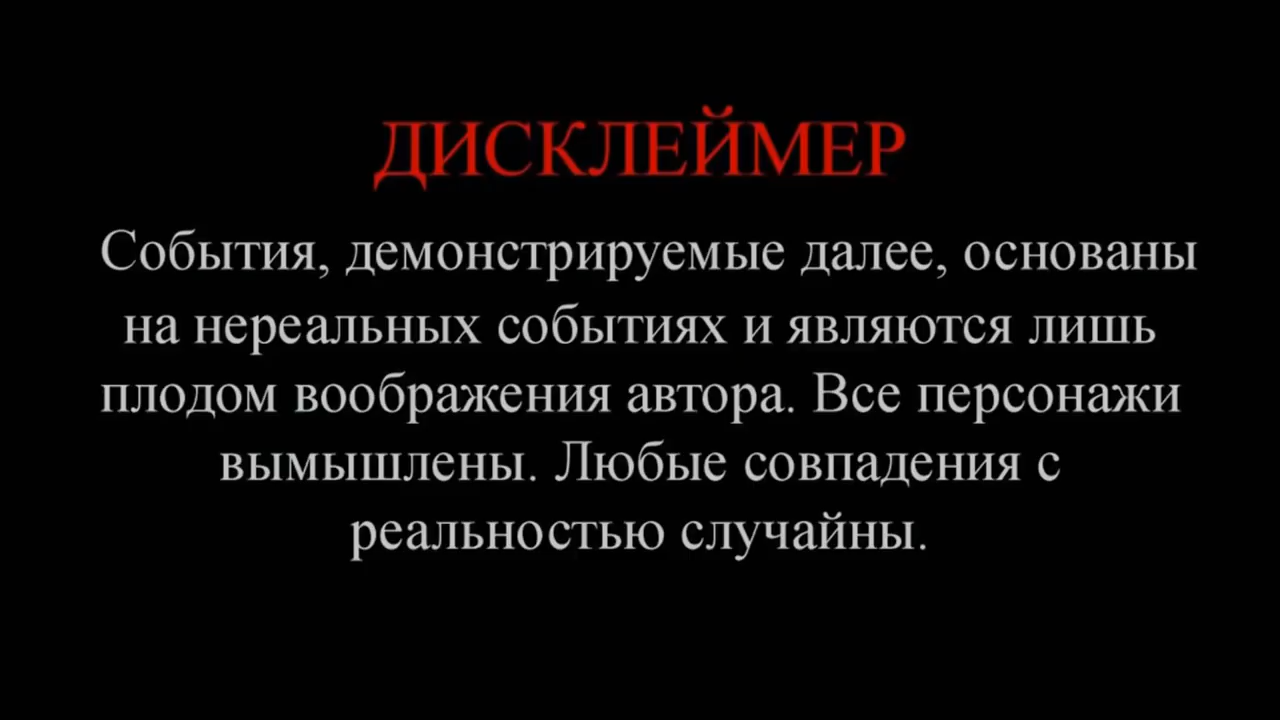 ДИСКЛЕЙМЕР
События, демонстрируемые далее, основаны
на нереальных событиях и являются лишь
плодом воображения автора. Все персонажи
вымышлены. Любые совпадения с
реальностью случайны.